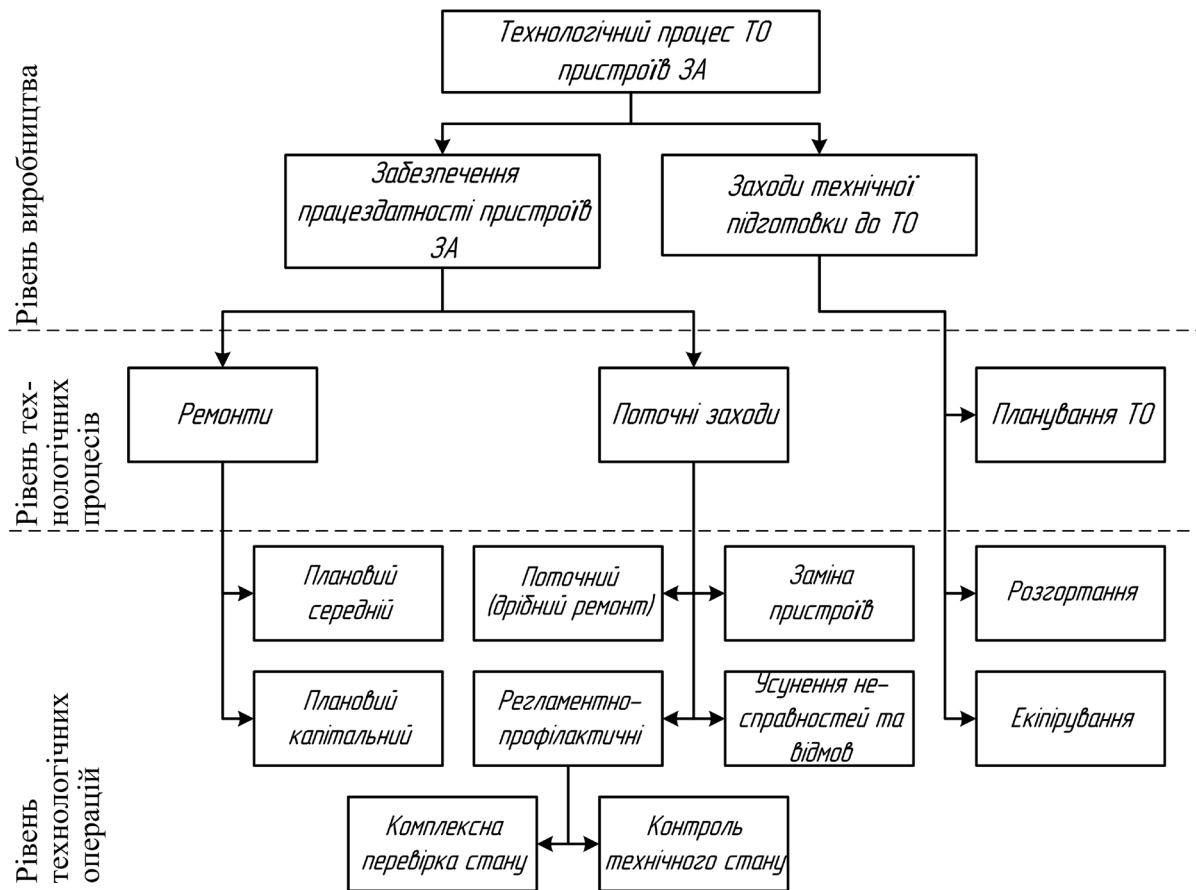 Рівень виробництва
Технологічний процес ТО
пристроїв ЗА
Забезпечення
працездатності пристроїв
ЗА
Заходи технічної
підготовки до ТО
Рівень тех-
нологічних
процесів
Ремонти
Поточні заходи
Планування ТО
Рівень
технологічних
операцій
Плановий
середній
Поточний
(дрібний ремонт)
Заміна
пристроїв
Розгортання
Плановий
капітальний
Регламентно-
профілактичні
Усунення не-
справностей та
відмов
Екіпірування
Комплексна
перевірка стану
Контроль
технічного стану